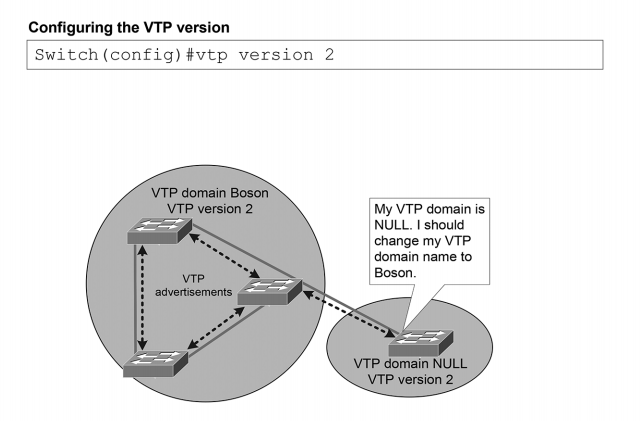 Configuring the VTP version
Switch(config)#vtp version 2
VTP domain Boson
VTP version 2
My VTP domain is
NULL. I should
change my VTP
domain name to
Boson.
VTP
advertisements
VTP domain NULL
VTP version 2